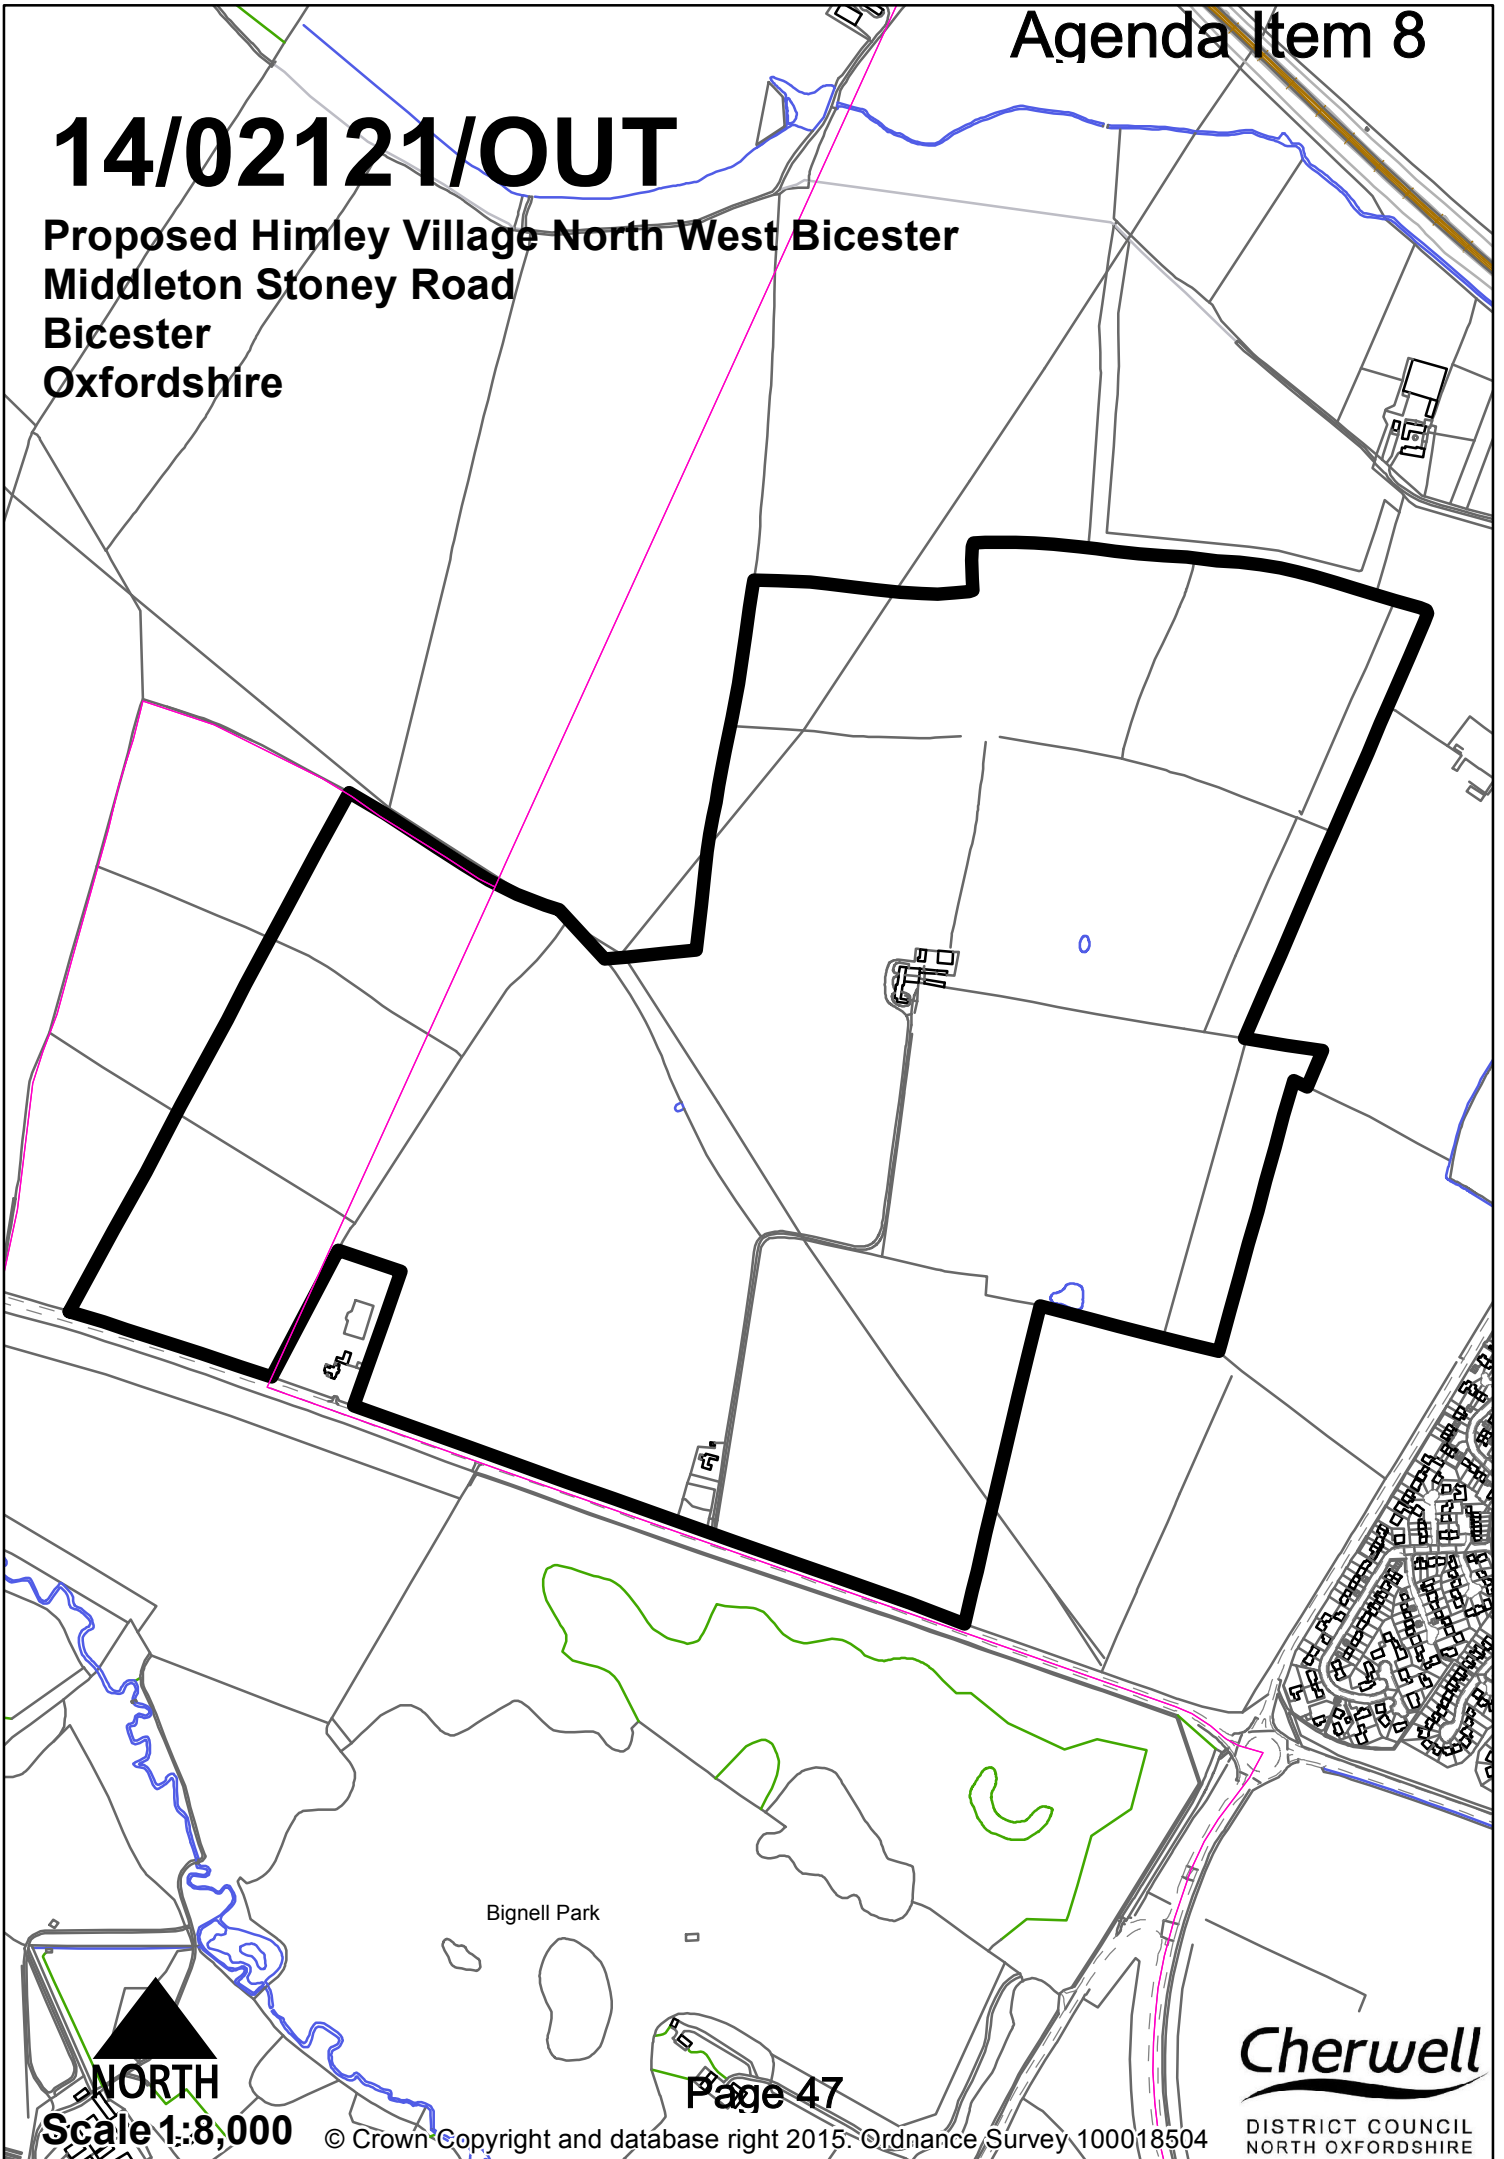 Agenda Item 8
14/02121/OUT
Proposed Himley Village North West Bicester
Middleton Stoney Road
Bicester
Oxfordshire
Bignell Park
NORTH
Scale 1:8,000
Page 47
© Crown Copyright and database right 2015. Ordnance Survey 100018504
Cherwell
DISTRICT COUNCIL
NORTH OXFORDSHIRE